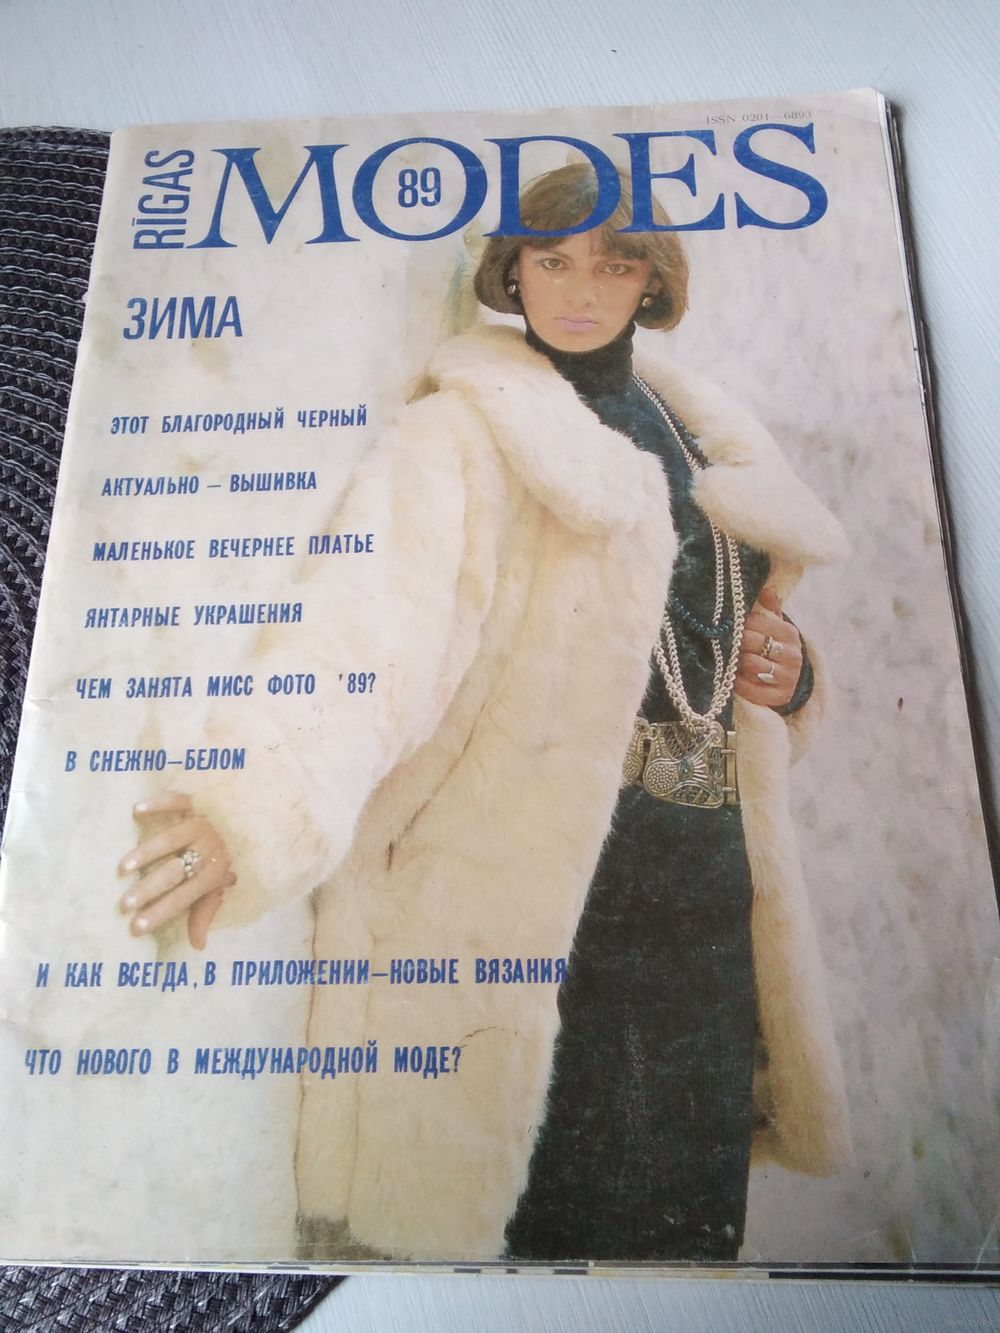 ISSN 0201—6893
RĪGAS MODES
89
ЗИМА
ЭТОТ БЛАГОРОДНЫЙ ЧЕРНЫЙ
АКТУАЛЬНО – ВЫШИВКА
МАЛЕНЬКОЕ ВЕЧЕРНЕЕ ПЛАТЬЕ
ЯНТАРНЫЕ УКРАШЕНИЯ
ЧЕМ ЗАНЯТА МИСС ФОТО '89?
В СНЕЖНО–БЕЛОМ
И КАК ВСЕГДА, В ПРИЛОЖЕНИИ–НОВЫЕ ВЯЗАНИЯ
ЧТО НОВОГО В МЕЖДУНАРОДНОЙ МОДЕ?